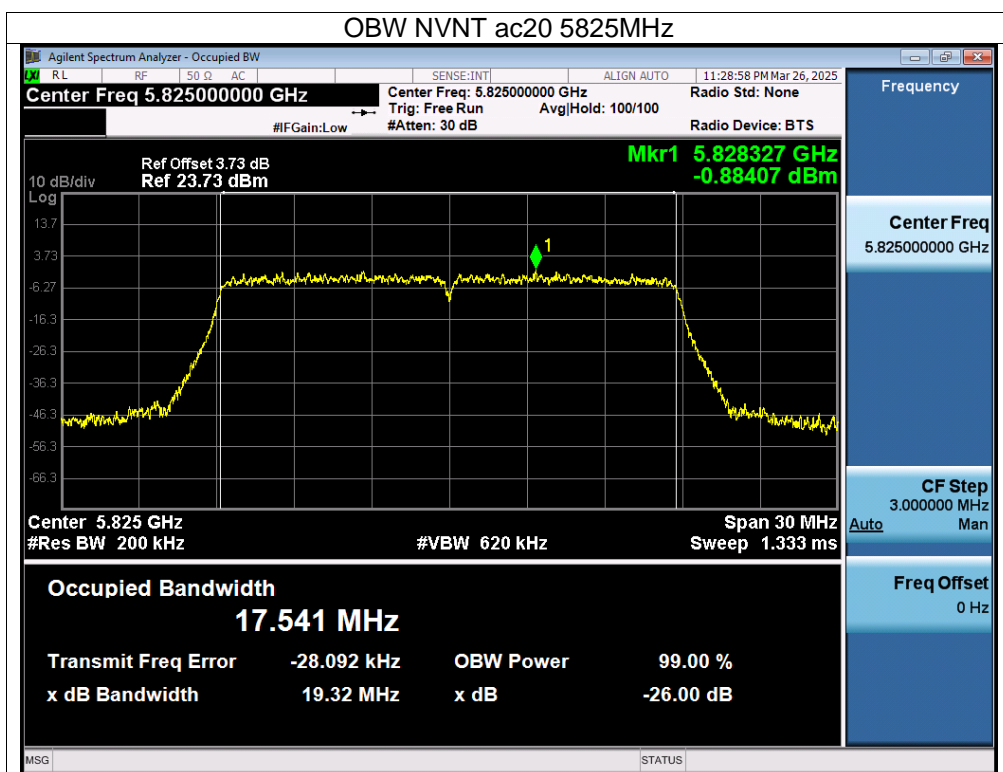 OBW NVNT ac20 5825MHz
Agilent Spectrum Analyzer - Occupied BW
LXI RL RF 50 Ω AC SENSE:INT ALIGN AUTO 11:28:58 PM Mar 26, 2025
Center Freq 5.825000000 GHz
#IFGain:Low
Center Freq: 5.825000000 GHz
Trig: Free Run Avg|Hold: 100/100
#Atten: 30 dB
Radio Std: None
Radio Device: BTS
Ref Offset 3.73 dB
10 dB/div Ref 23.73 dBm
Log
Mkr1 5.828327 GHz
-0.88407 dBm
13.7
3.73
-6.27
-16.3
-26.3
-36.3
-46.3
-56.3
-66.3
1
Center 5.825 GHz Span 30 MHz
#Res BW 200 kHz #VBW 620 kHz Sweep 1.333 ms
Occupied Bandwidth
17.541 MHz
Transmit Freq Error -28.092 kHz OBW Power 99.00 %
x dB Bandwidth 19.32 MHz x dB -26.00 dB
MSG STATUS
Frequency
Center Freq
5.825000000 GHz
CF Step
3.000000 MHz
Auto Man
Freq Offset
0 Hz